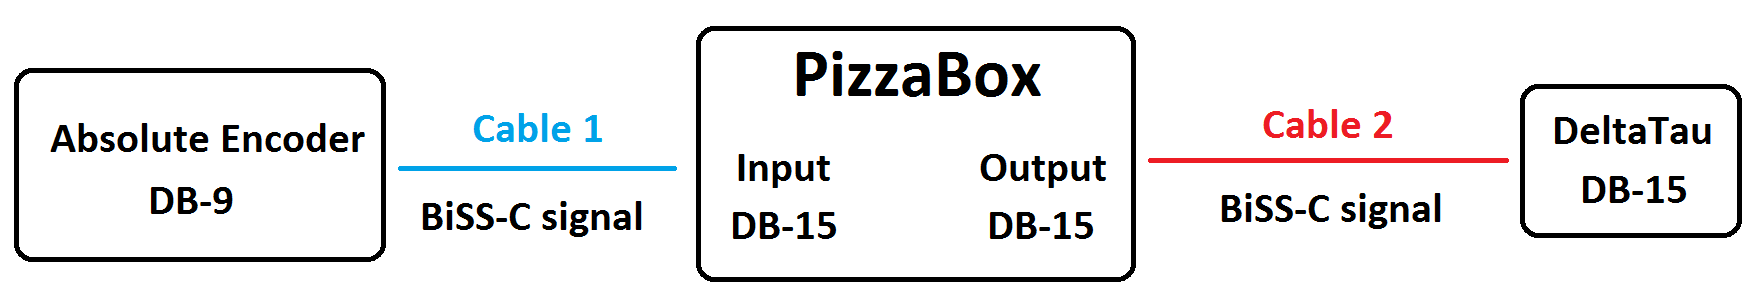 Absolute Encoder
DB-9
Cable 1
BiSS-C signal
PizzaBox
Input
DB-15
Output
DB-15
Cable 2
BiSS-C signal
DeltaTau
DB-15